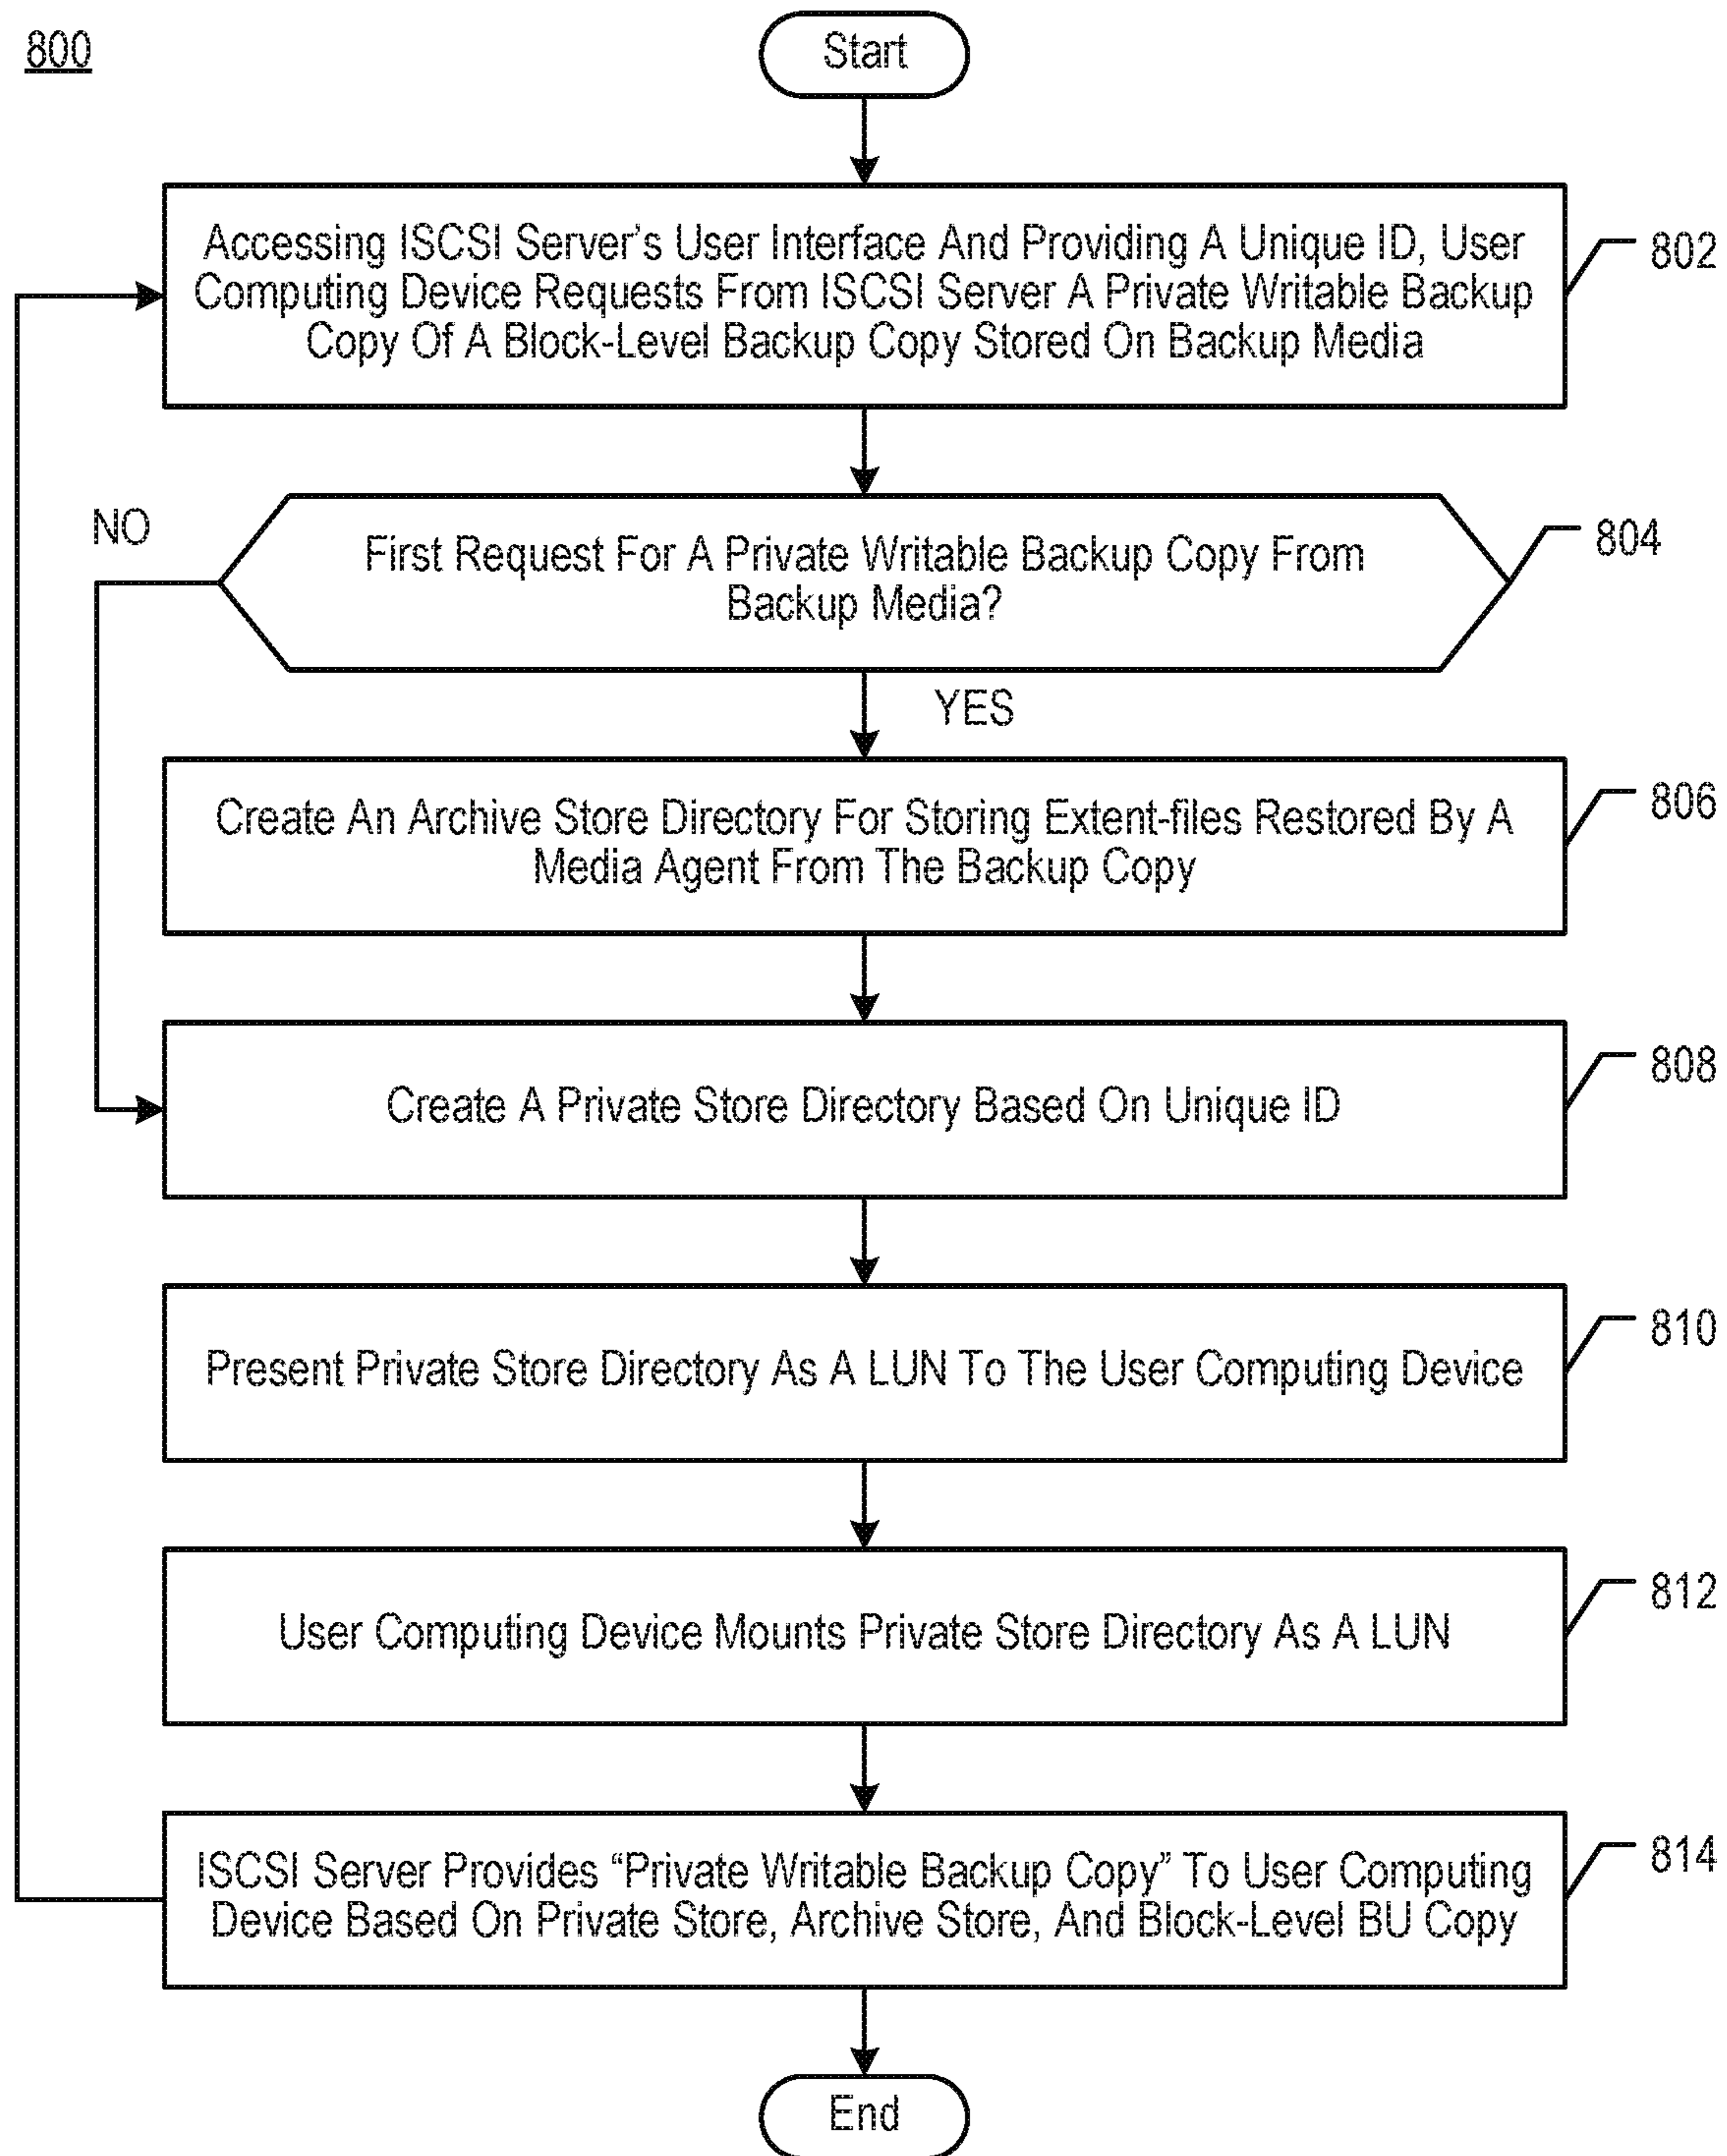 800
Start
Accessing ISCSI Server's User Interface And Providing A Unique ID, User
Computing Device Requests From ISCSI Server A Private Writable Backup
Copy Of A Block-Level Backup Copy Stored On Backup Media
802
NO
First Request For A Private Writable Backup Copy From
Backup Media?
804
YES
Create An Archive Store Directory For Storing Extent-files Restored By A
Media Agent From The Backup Copy
806
Create A Private Store Directory Based On Unique ID
808
Present Private Store Directory As A LUN To The User Computing Device
810
User Computing Device Mounts Private Store Directory As A LUN
812
ISCSI Server Provides “Private Writable Backup Copy” To User Computing
Device Based On Private Store, Archive Store, And Block-Level BU Copy
814
End